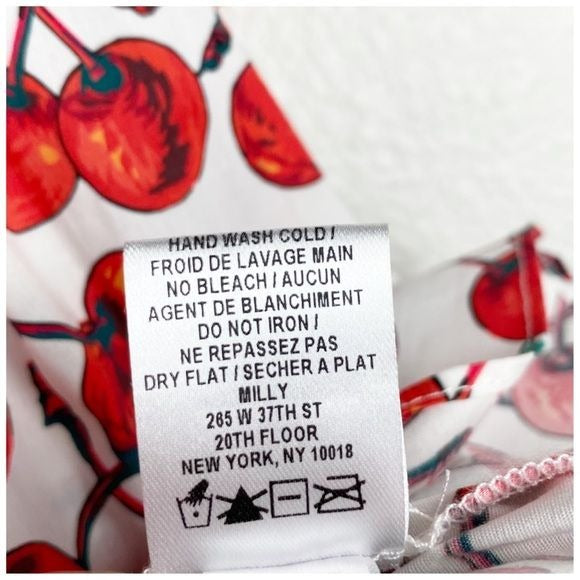 HAND WASH COLD /
FROID DE LAVAGE MAIN
NO BLEACH / AUCUN
AGENT DE BLANCHIMENT
DO NOT IRON /
NE REPASSEZ PAS
DRY FLAT / SECHER A PLAT
MILLY
265 W 37TH ST
20TH FLOOR
NEW YORK, NY 10018